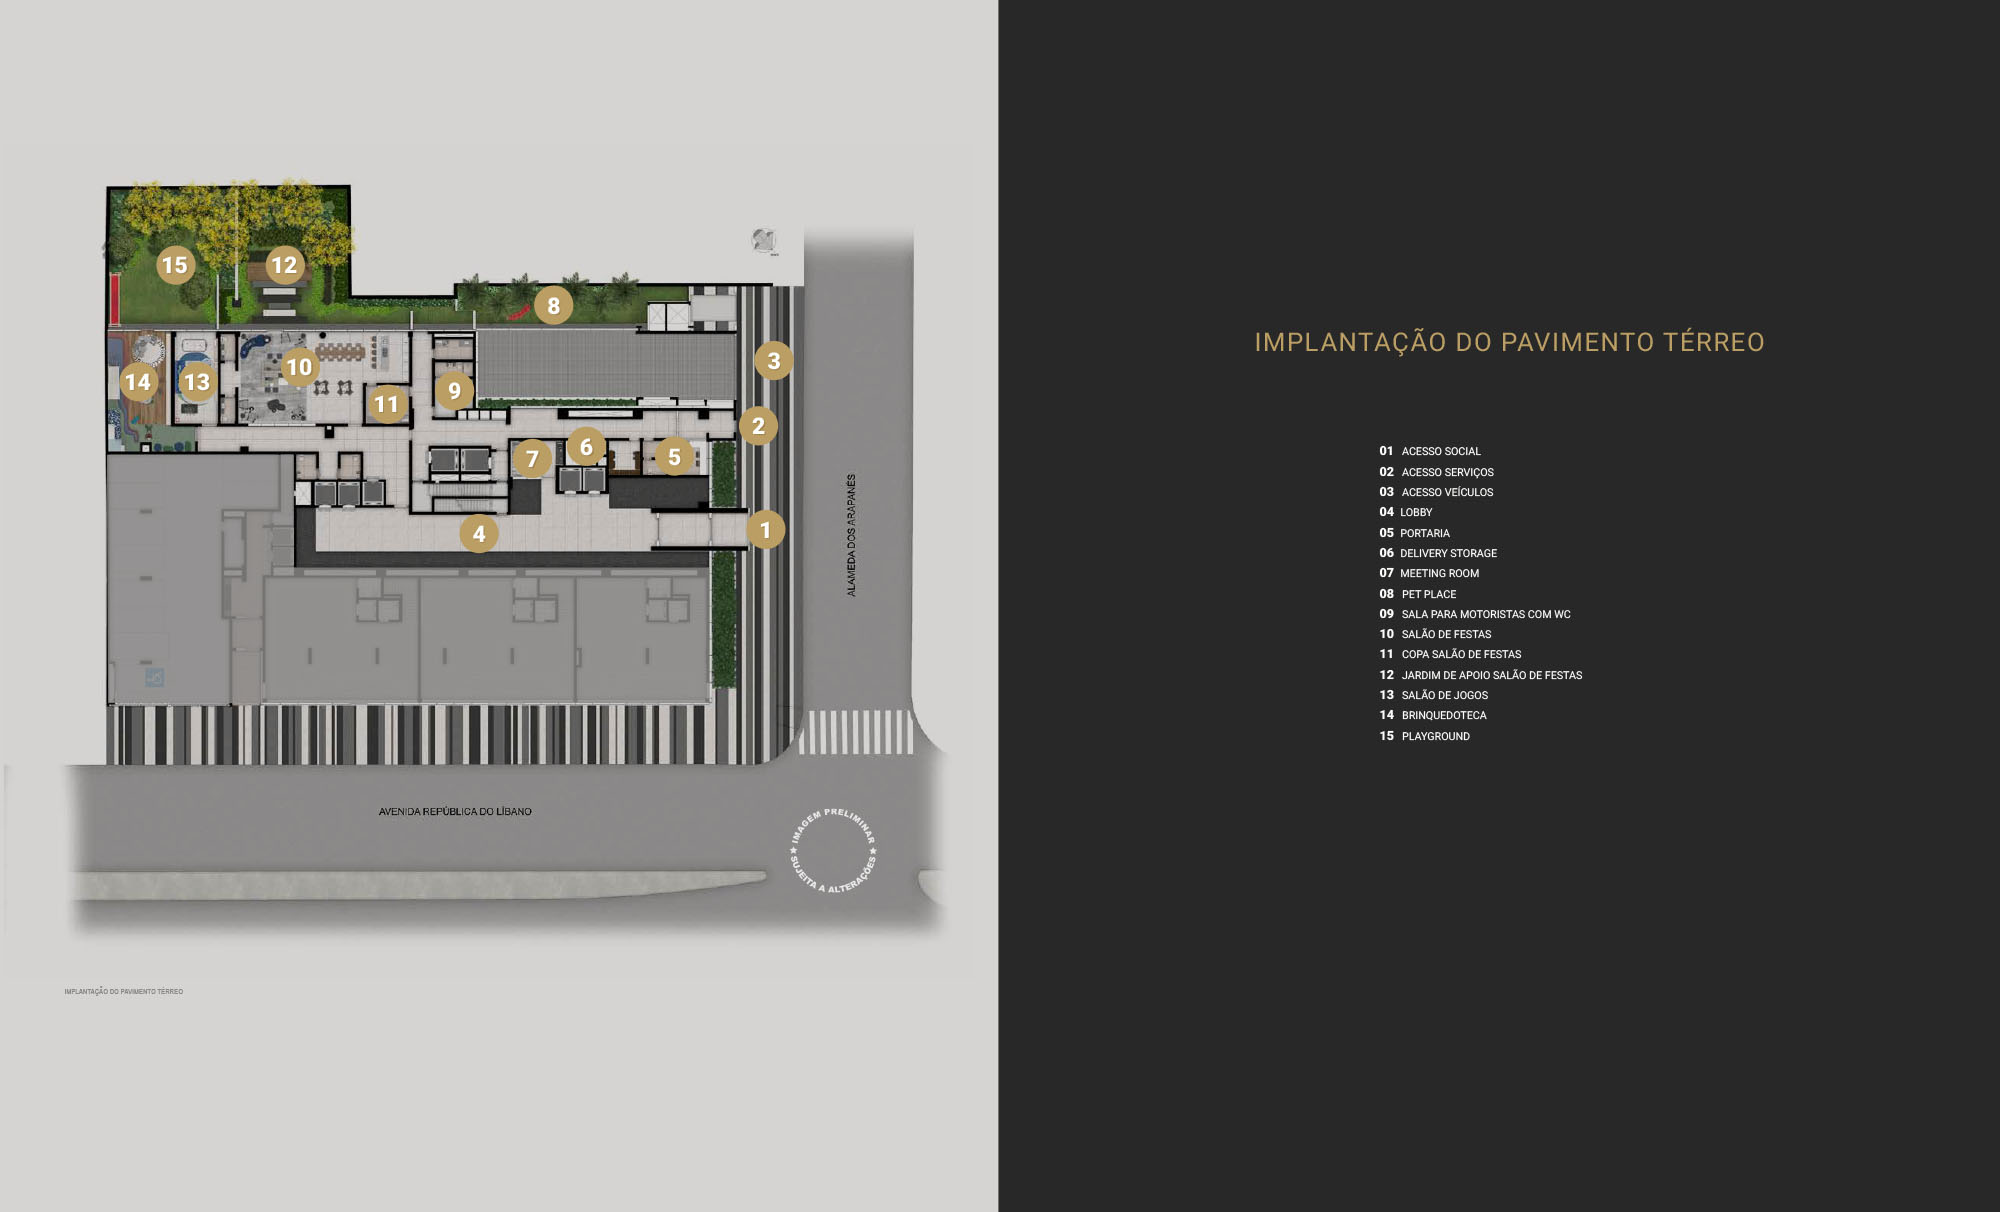 15
12
8
3
10
14
13
9
11
2
6
7
5
1
4
ALAMEDA DOS ARAPANÉS
AVENIDA REPÚBLICA DO LÍBANO
IMAGEM PRELIMINAR
★ SUJEITA A ALTERAÇÕES ★
IMPLANTAÇÃO DO PAVIMENTO TÉRREO
IMPLANTAÇÃO DO PAVIMENTO TÉRREO
01 ACESSO SOCIAL
02 ACESSO SERVIÇOS
03 ACESSO VEÍCULOS
04 LOBBY
05 PORTARIA
06 DELIVERY STORAGE
07 MEETING ROOM
08 PET PLACE
09 SALA PARA MOTORISTAS COM WC
10 SALÃO DE FESTAS
11 COPA SALÃO DE FESTAS
12 JARDIM DE APOIO SALÃO DE FESTAS
13 SALÃO DE JOGOS
14 BRINQUEDOTECA
15 PLAYGROUND